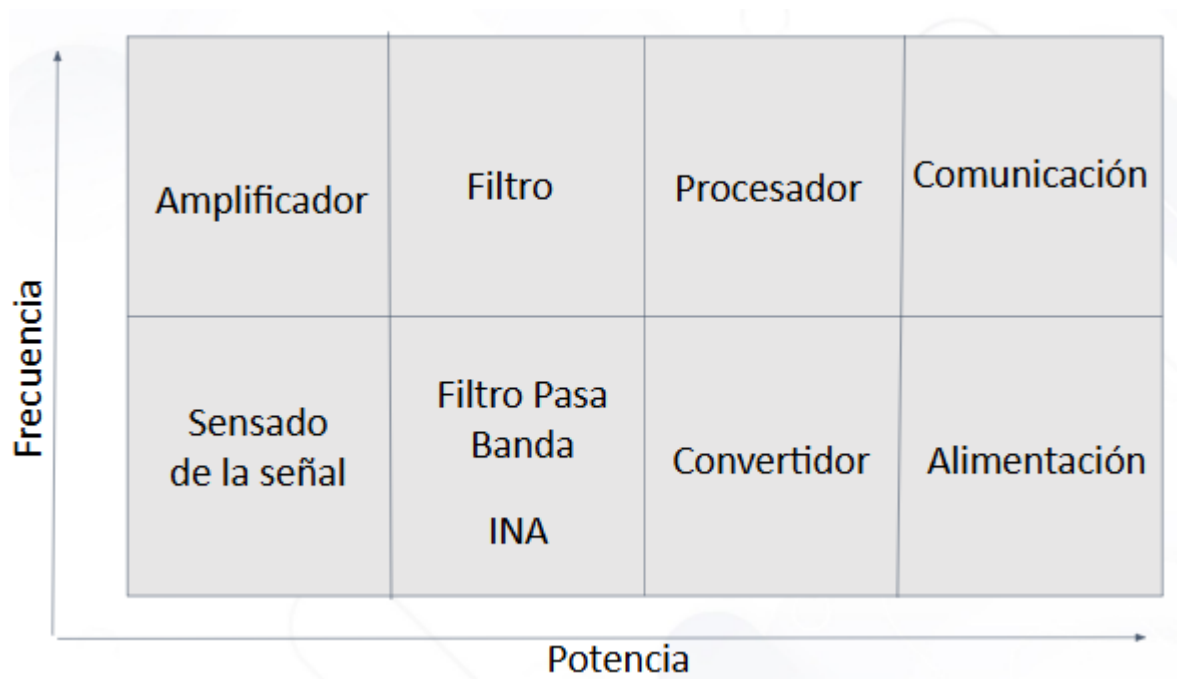 Frecuencia
Amplificador
Filtro
Procesador
Comunicación
Sensado
de la señal
Filtro Pasa
Banda
INA
Convertidor
Alimentación
Potencia